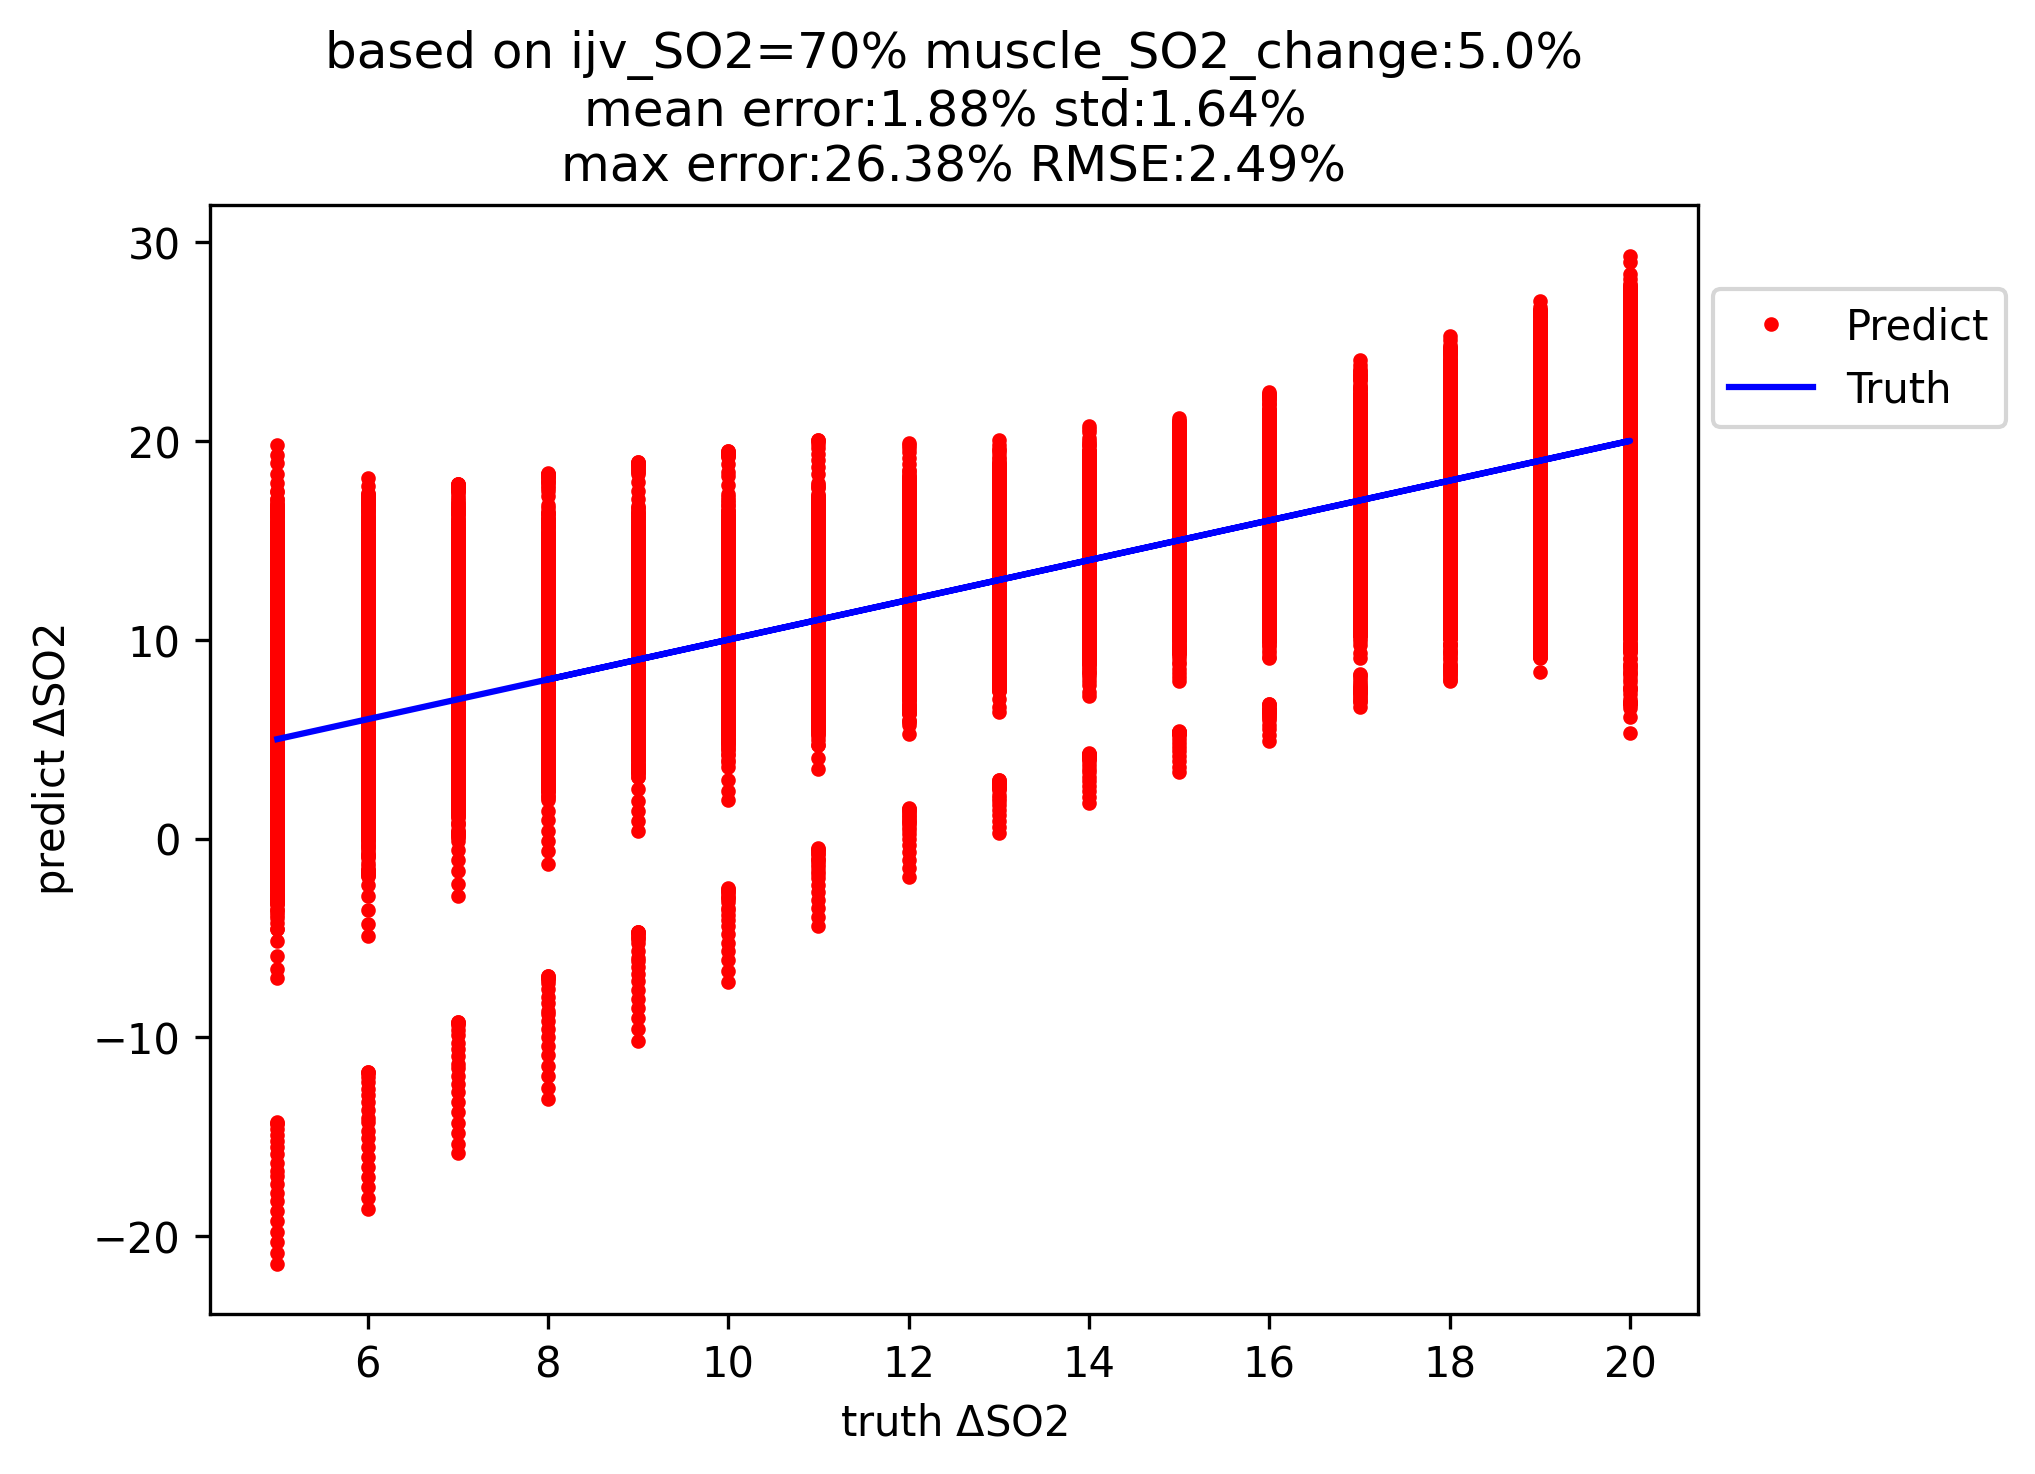 based on ijv_SO2=70% muscle_SO2_change:5.0%
mean error:1.88% std:1.64%
max error:26.38% RMSE:2.49%
30
20
10
0
−10
−20
predict ΔSO2
6 8 10 12 14 16 18 20
truth ΔSO2
Predict
Truth